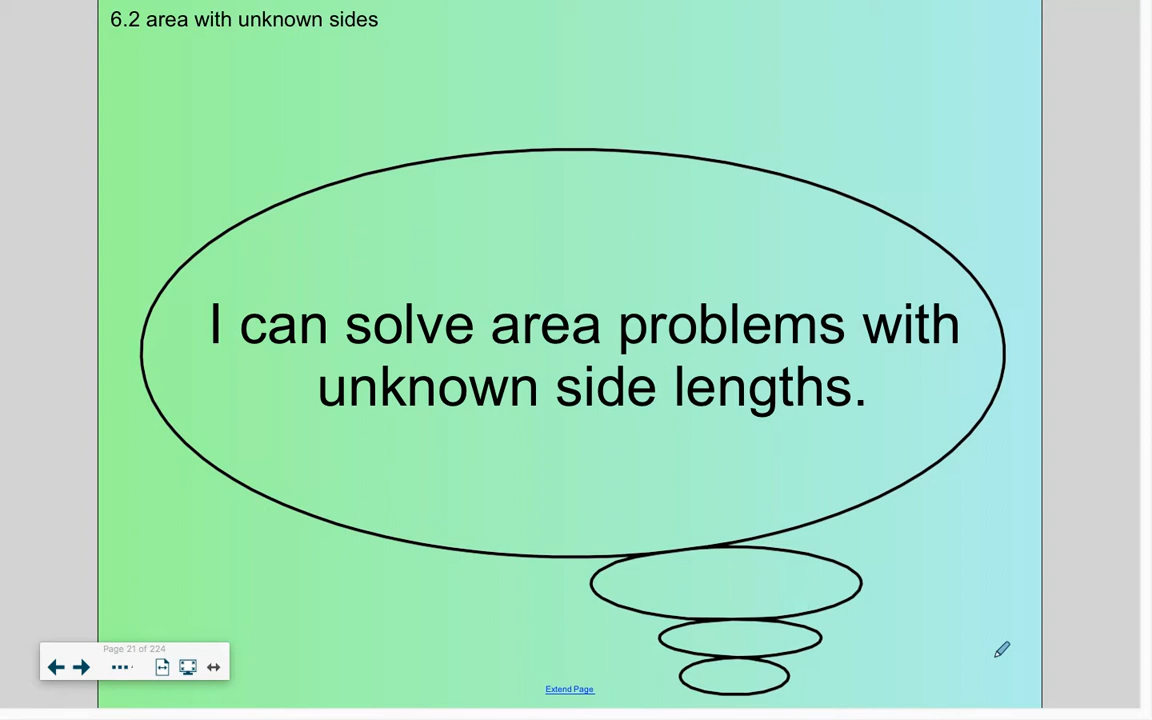 6.2 area with unknown sides
I can solve area problems with
unknown side lengths.
Page 21 of 224
Extend Page